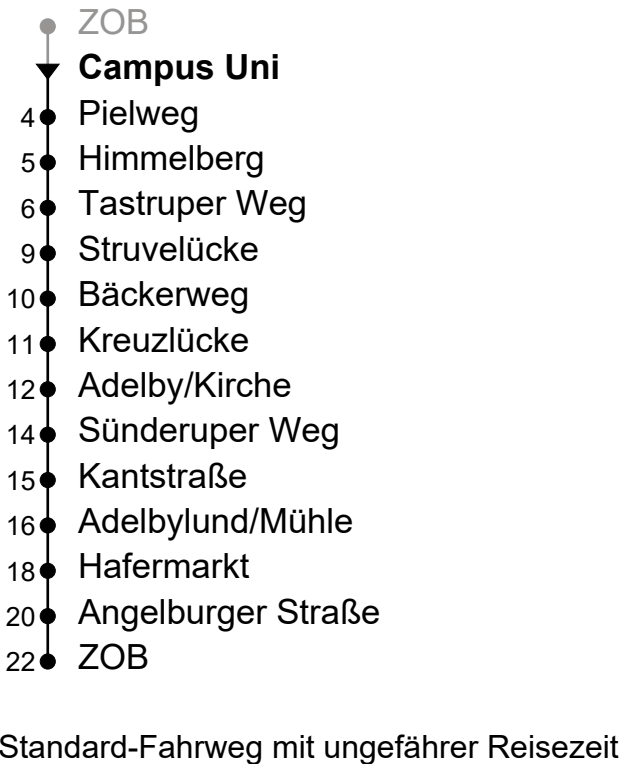 ZOB
Campus Uni
4 Pielweg
5 Himmelberg
6 Tastruper Weg
9 Struvelücke
10 Bäckerweg
11 Kreuzlücke
12 Adelby/Kirche
14 Sünderuper Weg
15 Kantstraße
16 Adelbylund/Mühle
18 Hafermarkt
20 Angelburger Straße
22 ZOB
Standard-Fahrweg mit ungefährer Reisezeit